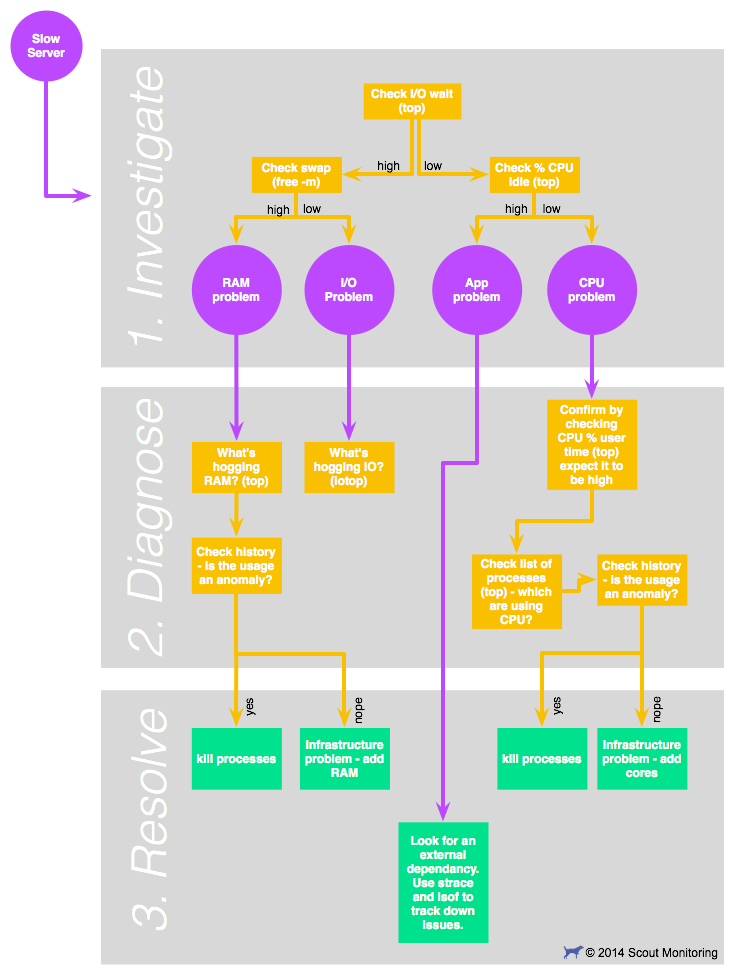 Slow
Server
1. Investigate
Check I/O wait
(top)
high
low
Check swap
(free -m)
Check % CPU
idle (top)
high
low
high
low
RAM
problem
I/O
Problem
App
problem
CPU
problem
2. Diagnose
Confirm by
checking
CPU % user
time (top)
expect it to
be high
What's
hogging
RAM? (top)
What's
hogging IO?
(iotop)
Check history
- is the usage
an anomaly?
Check list of
processes
(top) - which
are using
CPU?
Check history
- is the usage
an anomaly?
3. Resolve
yes
nope
yes
nope
kill processes
Infrastructure
problem - add
RAM
kill processes
Infrastructure
problem - add
cores
Look for an
external
dependancy.
Use strace
and lsof to
track down
issues.
© 2014 Scout Monitoring